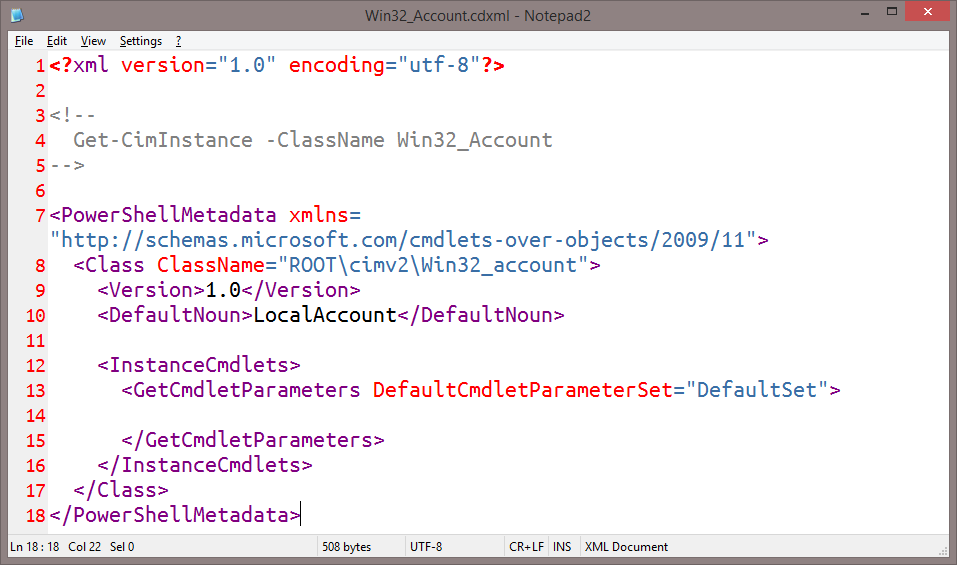 Win32_Account.cdxml - Notepad2
File Edit View Settings ?
1 <?xml version="1.0" encoding="utf-8"?>
2
3 <!--
4   Get-CimInstance -ClassName Win32_Account
5 -->
6
7 <PowerShellMetadata xmlns=
"http://schemas.microsoft.com/cmdlets-over-objects/2009/11">
8   <Class ClassName="ROOT\cimv2\Win32_account">
9     <Version>1.0</Version>
10     <DefaultNoun>LocalAccount</DefaultNoun>
11
12     <InstanceCmdlets>
13       <GetCmdletParameters DefaultCmdletParameterSet="DefaultSet">
14
15       </GetCmdletParameters>
16     </InstanceCmdlets>
17   </Class>
18 </PowerShellMetadata>
Ln 18 : 18 Col 22 Sel 0 508 bytes UTF-8 CR+LF INS XML Document